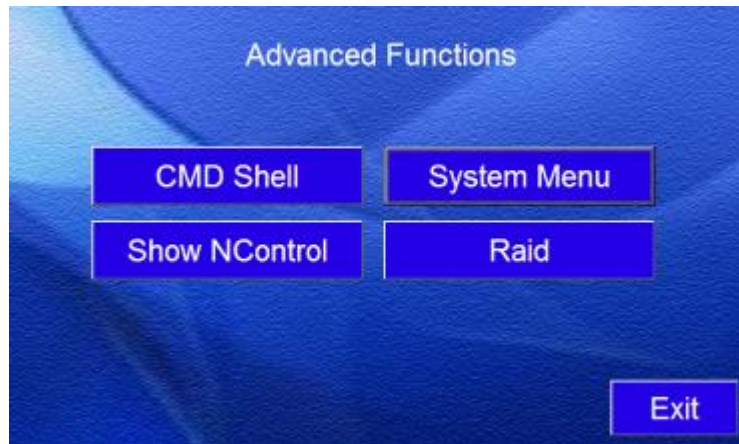 Advanced Functions
CMD Shell
System Menu
Show NControl
Raid
Exit